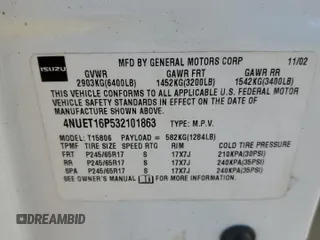 ISUZU
MFD BY GENERAL MOTORS CORP 11/02
GVWR GAWR FRT GAWR RR
2903KG(6400LB) 1452KG(3200LB) 1542KG(3400LB)
THIS VEHICLE CONFORMS TO ALL APPLICABLE U.S. FEDERAL MOTOR
VEHICLE SAFETY STANDARDS IN EFFECT ON THE DATE OF
MANUFACTURE SHOWN ABOVE.
4NUET16P532101863 TYPE: M.P.V.
MODEL: T15806 PAYLOAD = 582KG(1284LB)
TPMF TIRE SIZE SPEED RTG RIM COLD TIRE PRESSURE
FRT P245/65R17 S 17X7J 210KPA(30PSI)
RR P245/65R17 S 17X7J 240KPA(35PSI)
SPA P245/65R17 S 17X7J 240KPA(35PSI)
SEE OWNER'S MANUAL FOR MORE INFORMATION
DREAMBID